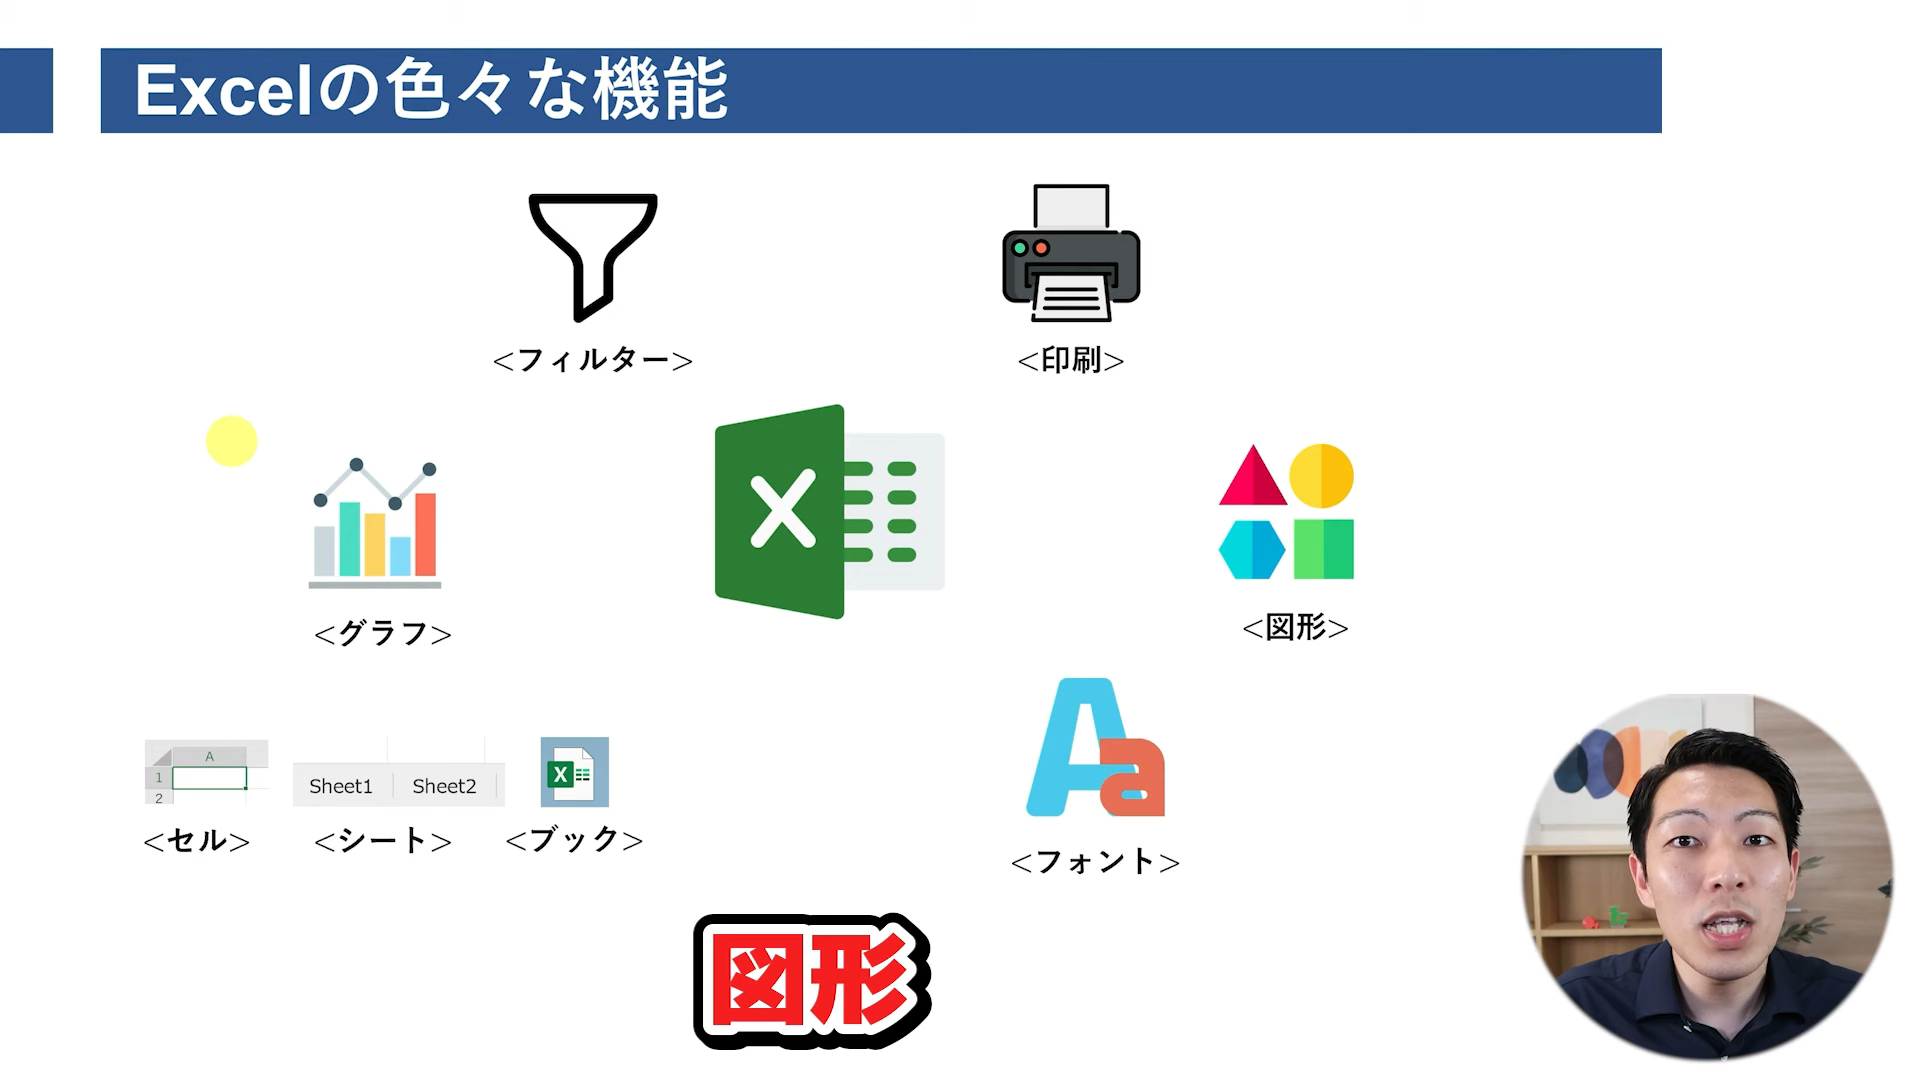 Excelの色々な機能
<フィルター>
<印刷>
X
<グラフ>
<図形>
A
1
2
Sheet1
Sheet2
X
Aa
<セル>
<シート>
<ブック>
<フォント>
図形